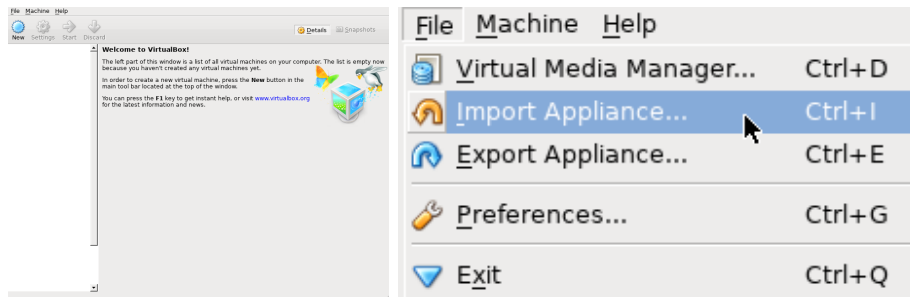 File Machine Help
New Settings Start Discard
Details Snapshots
Welcome to VirtualBox!
The left part of this window is a list of all virtual machines on your computer. The list is empty now
because you haven't created any virtual machines yet.
In order to create a new virtual machine, press the New button in the
main tool bar located at the top of the window.
You can press the F1 key to get instant help, or visit www.virtualbox.org
for the latest information and news.
File Machine Help
Virtual Media Manager... Ctrl+D
Import Appliance... Ctrl+I
Export Appliance... Ctrl+E
Preferences... Ctrl+G
Exit Ctrl+Q